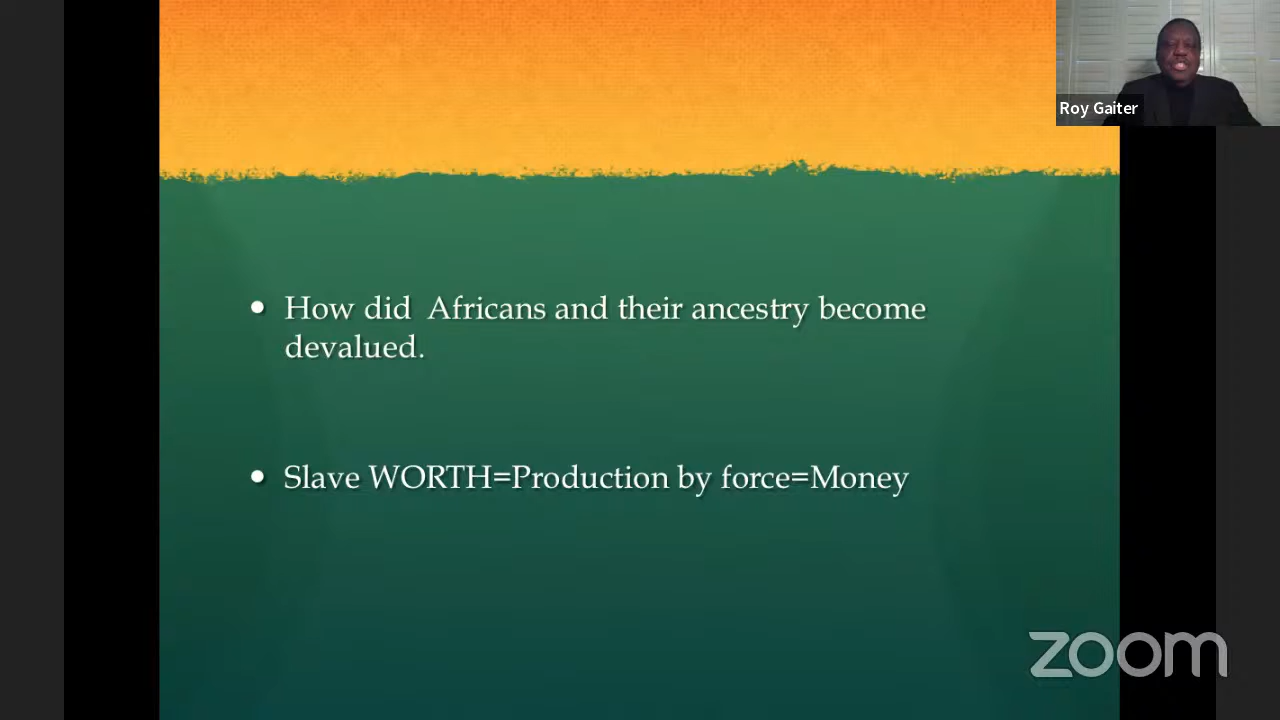 Roy Gaiter
• How did  Africans and their ancestry become
devalued.
• Slave WORTH=Production by force=Money
zoom